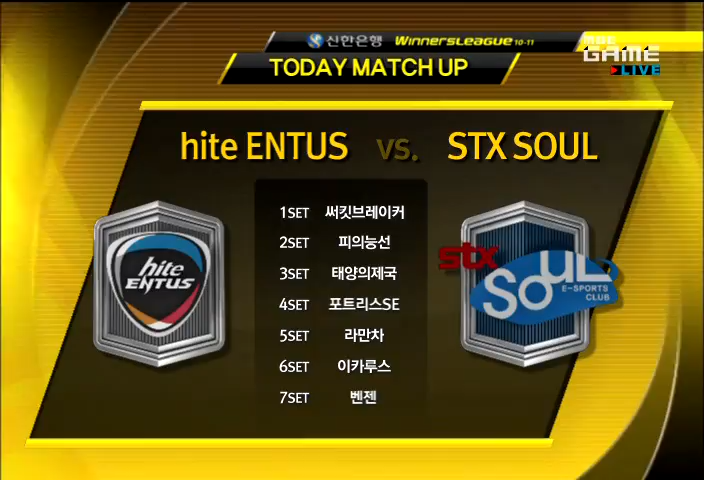 신한은행 WINNERSLEAGUE 10-11
MBC GAME
LIVE
TODAY MATCH UP
hite ENTUS vs. STX SOUL
1SET 써킷브레이커
2SET 피의능선
3SET 태양의제국
4SET 포트리스SE
5SET 라만차
6SET 이카루스
7SET 벤젠
hite
ENTUS
stx
SOUL
E-SPORTS
CLUB